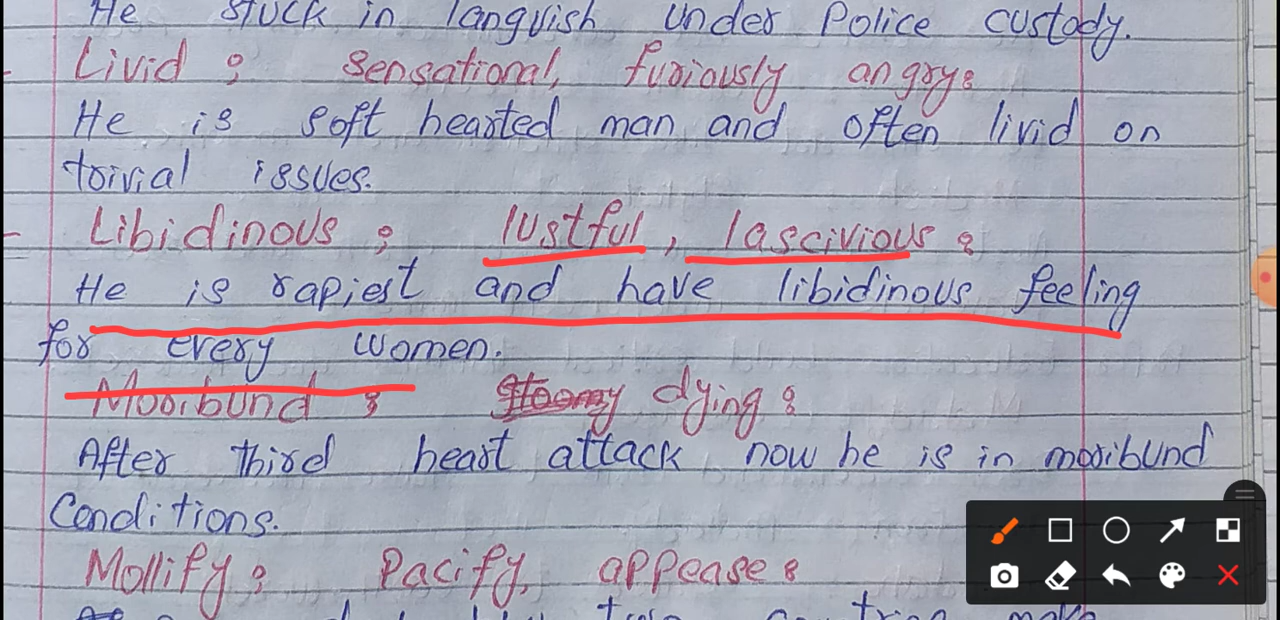 He stuck in languish under Police custody.
Livid : sensational, furiously angry:
He is soft hearted man and often livid on
trivial issues.
Libidinous : lustful, lascivious :
He is rapiest and have libidinous feeling
for every women.
Moribund : dying :
After third heart attack now he is in moribund
Conditions.
Mollify : Pacify, appease :